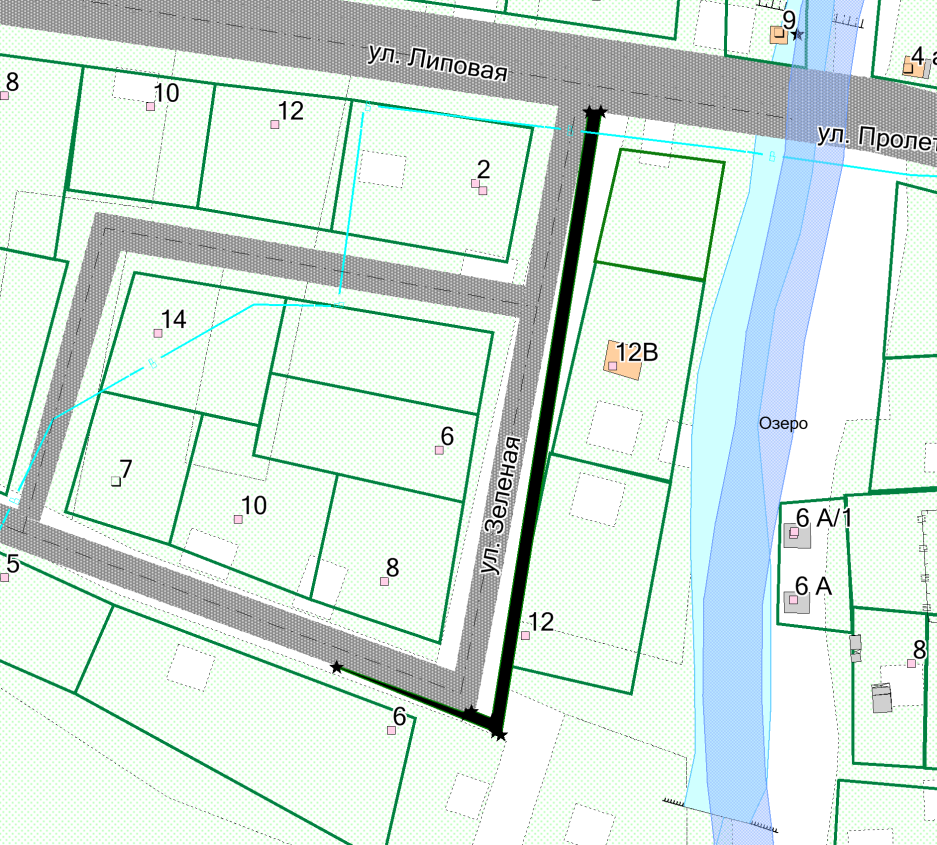 9
4 а
ул. Липовая
8
10
12
ул. Пролет
В
В
2
14
12В
В
6
Озеро
ул. Зеленая
7
10
6 А/1
8
5
6 А
12
8
6